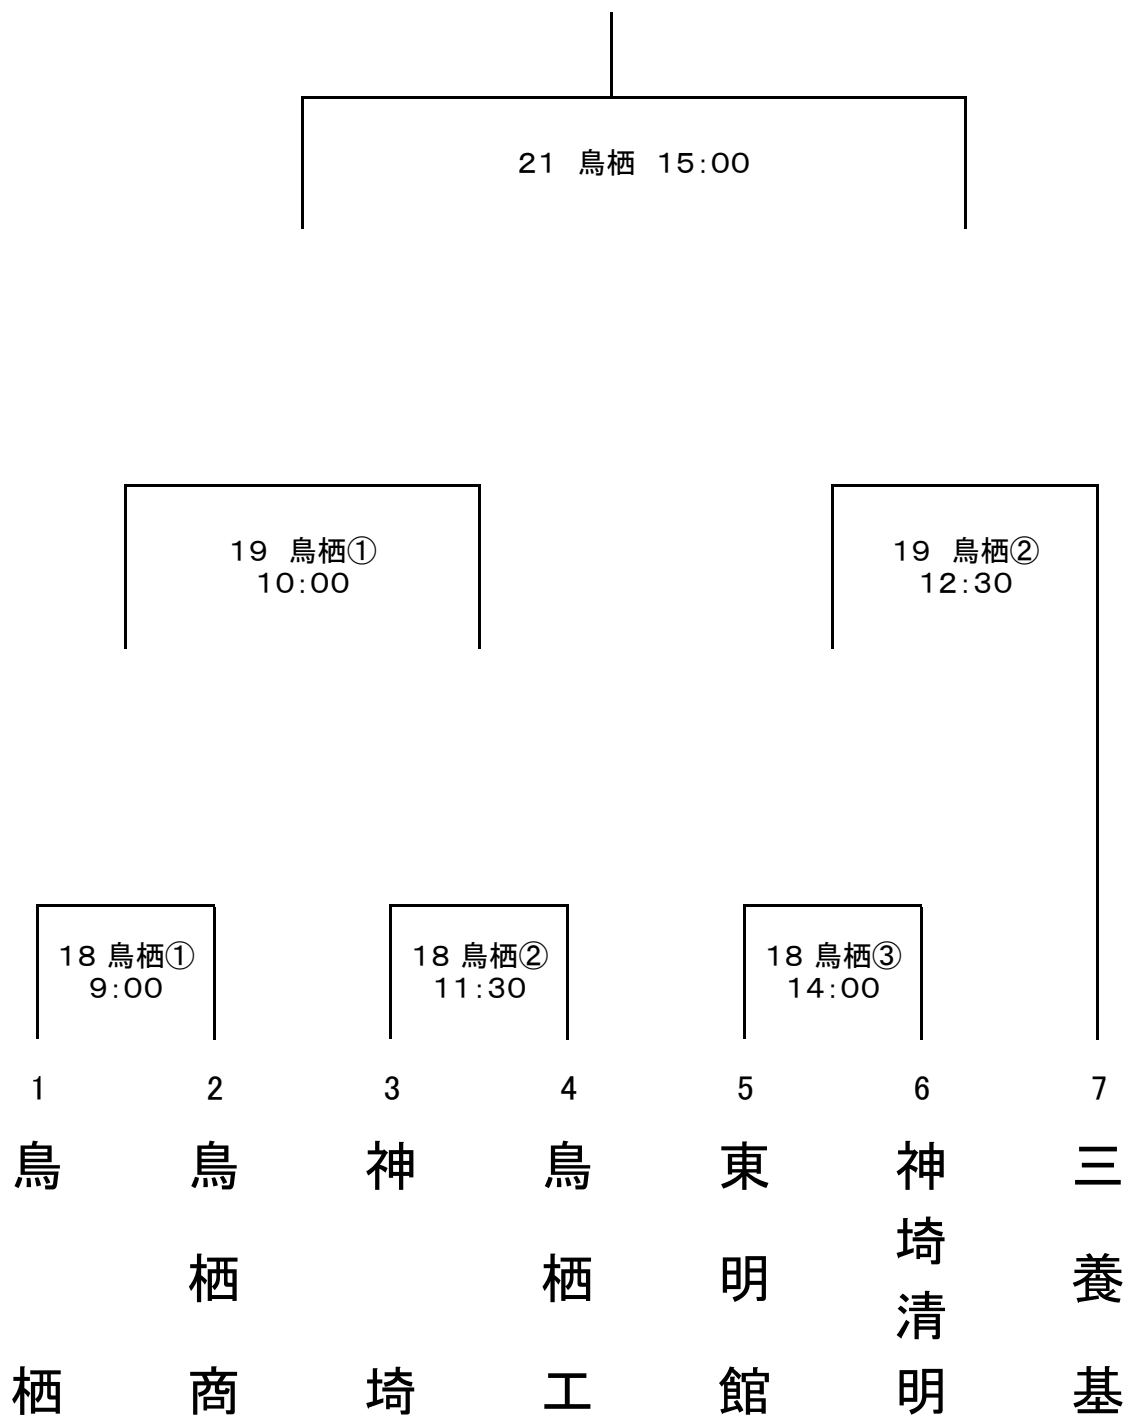 21　鳥栖　15:00
19　鳥栖①
10:00
19　鳥栖②
12:30
18 鳥栖①
9:00
18 鳥栖②
11:30
18 鳥栖③
14:00
1
2
3
4
5
6
7
鳥栖
鳥栖商
神埼
鳥栖工
東明館
神埼清明
三養基